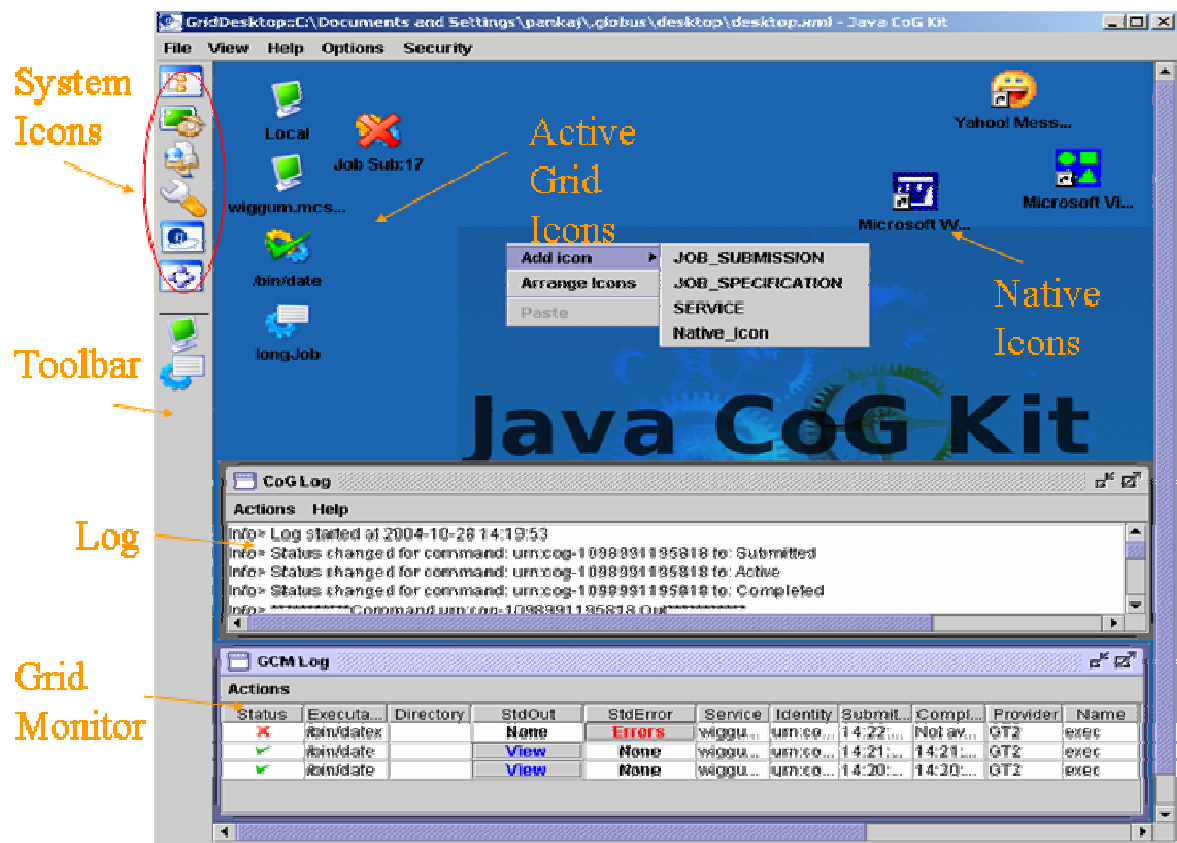 GridDesktop::C:\Documents and Settings\pankaj\.globus\desktop\desktop.xml - Java CoG Kit
File View Help Options Security
System
Icons
Toolbar
Log
Grid
Monitor
Local
Job Sub:17
wiggum.mcs...
/bin/date
longJob
Active
Grid
Icons
Yahoo! Mess...
Microsoft Vi...
Microsoft W...
Native
Icons
Add icon
Arrange Icons
Paste
JOB_SUBMISSION
JOB_SPECIFICATION
SERVICE
Native_Icon
Java CoG Kit
CoG Log
Actions Help
Info> Log started at 2004-10-28 14:19:53
Info> Status changed for command: urn:cog-1098991195818 to: Submitted
Info> Status changed for command: urn:cog-1098991195818 to: Active
Info> Status changed for command: urn:cog-1098991195818 to: Completed
Info> ***********Command urn:cog-1098991195818 Out***********
GCM Log
Actions
Status Executa... Directory StdOut StdError Service Identity Submit... Compl... Provider Name
/bin/datex None Errors wiggu... urn:co... 14:22:... Not av... GT2 exec
/bin/date View None wiggu... urn:co... 14:21:... 14:21:... GT2 exec
/bin/date View None wiggu... urn:co... 14:20:... 14:20:... GT2 exec